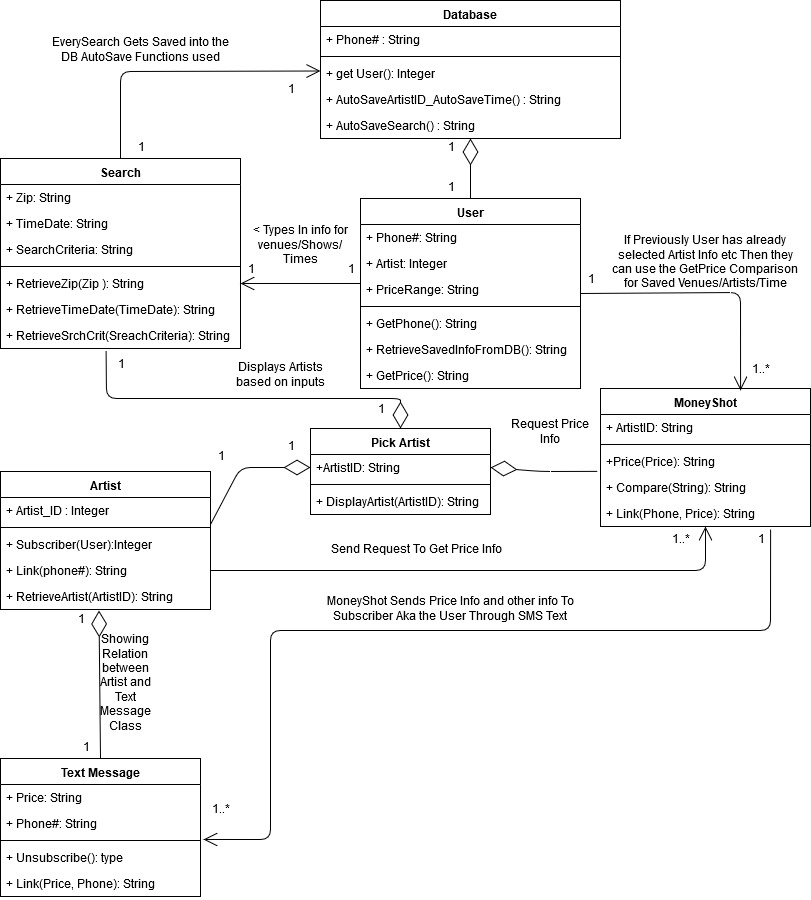 Database
+ Phone# : String
+ get User(): Integer
+ AutoSaveArtistID_AutoSaveTime() : String
+ AutoSaveSearch() : String
EverySearch Gets Saved into the
DB AutoSave Functions used
1
1
1
1
Search
+ Zip: String
+ TimeDate: String
+ SearchCriteria: String
+ RetrieveZip(Zip ): String
+ RetrieveTimeDate(TimeDate): String
+ RetrieveSrchCrit(SreachCriteria): String
< Types In info for
venues/Shows/
Times
1
1
User
+ Phone#: String
+ Artist: Integer
+ PriceRange: String
+ GetPhone(): String
+ RetrieveSavedInfoFromDB(): String
+ GetPrice(): String
If Previously User has already
selected Artist Info etc Then they
can use the GetPrice Comparison
for Saved Venues/Artists/Time
1
1..*
1
Displays Artists
based on inputs
1
MoneyShot
+ ArtistID: String
+Price(Price): String
+ Compare(String): String
+ Link(Phone, Price): String
Pick Artist
+ArtistID: String
+ DisplayArtist(ArtistID): String
Request Price
Info
1
1
Artist
+ Artist_ID : Integer
+ Subscriber(User):Integer
+ Link(phone#): String
+ RetrieveArtist(ArtistID): String
Send Request To Get Price Info
1..*
1
MoneyShot Sends Price Info and other info To
Subscriber Aka the User Through SMS Text
1
Showing
Relation
between
Artist and
Text
Message
Class
1
Text Message
+ Price: String
+ Phone#: String
+ Unsubscribe(): type
+ Link(Price, Phone): String
1..*